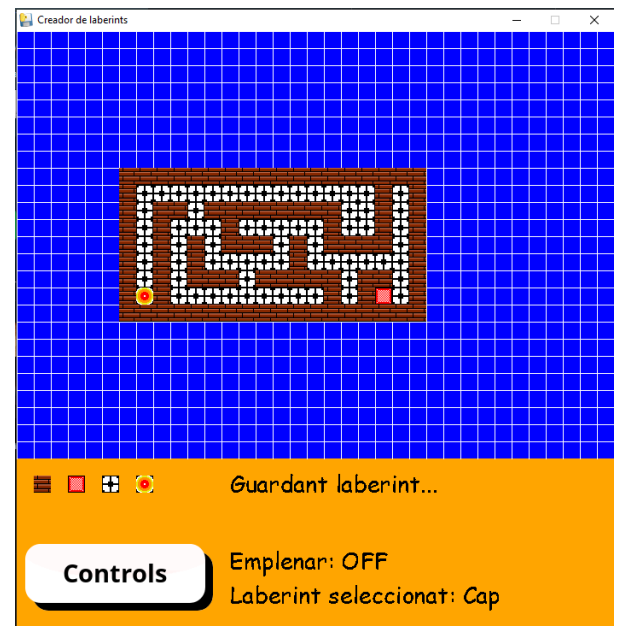 Creador de laberints
Guardant laberint...
Controls
Emplenar: OFF
Laberint seleccionat: Cap